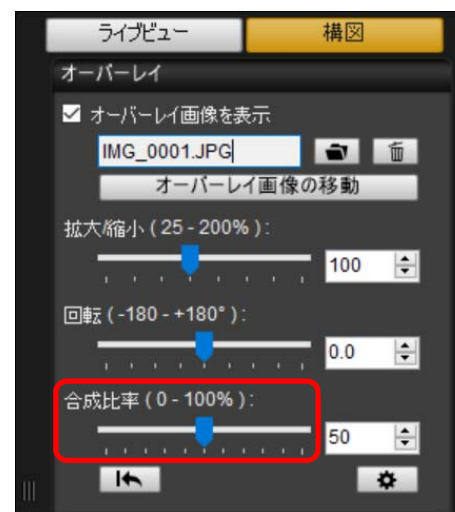 ライブビュー 構図
オーバーレイ
オーバーレイ画像を表示
IMG_0001.JPG
オーバーレイ画像の移動
拡大/縮小 ( 25 - 200% ) :
100
回転 ( -180 - +180° ) :
0.0
合成比率 ( 0 - 100% ) :
50